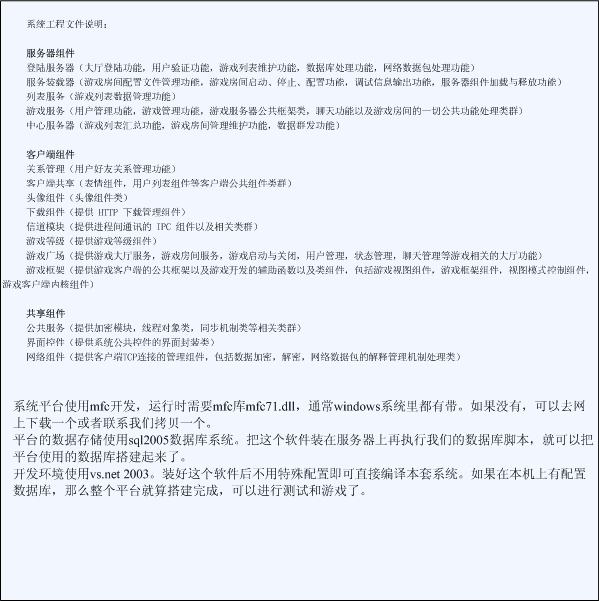 系统工程文件说明：
服务器组件
登陆服务器（大厅登陆功能，用户验证功能，游戏列表维护功能，数据库处理功能，网络数据包处理功能）
服务装载器（游戏房间配置文件管理功能，游戏房间启动、停止、配置功能，调试信息输出功能，服务器组件加载与释放功能）
列表服务（游戏列表数据管理功能）
游戏服务（用户管理功能，游戏管理功能，游戏服务器公共框架类，聊天功能以及游戏房间的一切公共功能处理类群）
中心服务器（游戏列表汇总功能，游戏房间管理维护功能，数据群发功能）
客户端组件
关系管理（用户好友关系管理功能）
客户端共享（表情组件，用户列表组件等客户端公共组件类群）
头像组件（头像组件类）
下载组件（提供 HTTP 下载管理组件）
信道模块（提供进程间通讯的 IPC 组件以及相关类群）
游戏等级（提供游戏等级组件）
游戏广场（提供游戏大厅服务，游戏房间服务，游戏启动与关闭，用户管理，状态管理，聊天管理等游戏相关的大厅功能）
游戏框架（提供游戏客户端的公共框架以及游戏开发的辅助函数以及类组件，包括游戏视图组件，游戏框架组件，视图模式控制组件，
游戏客户端内核组件）
共享组件
公共服务（提供加密模块，线程对象类，同步机制类等相关类群）
界面控件（提供系统公共控件的界面封装类）
网络组件（提供客户端TCP连接的管理组件，包括数据加密，解密，网络数据包的解释管理机制处理类）
系统平台使用mfc开发，运行时需要mfc库mfc71.dll，通常windows系统里都有带。如果没有，可以去网
上下载一个或者联系我们拷贝一个。
平台的数据存储使用sql2005数据库系统。把这个软件装在服务器上再执行我们的数据库脚本，就可以把
平台使用的数据库搭建起来了。
开发环境使用vs.net 2003。装好这个软件后不用特殊配置即可直接编译本套系统。如果在本机上有配置
数据库，那么整个平台就算搭建完成，可以进行测试和游戏了。